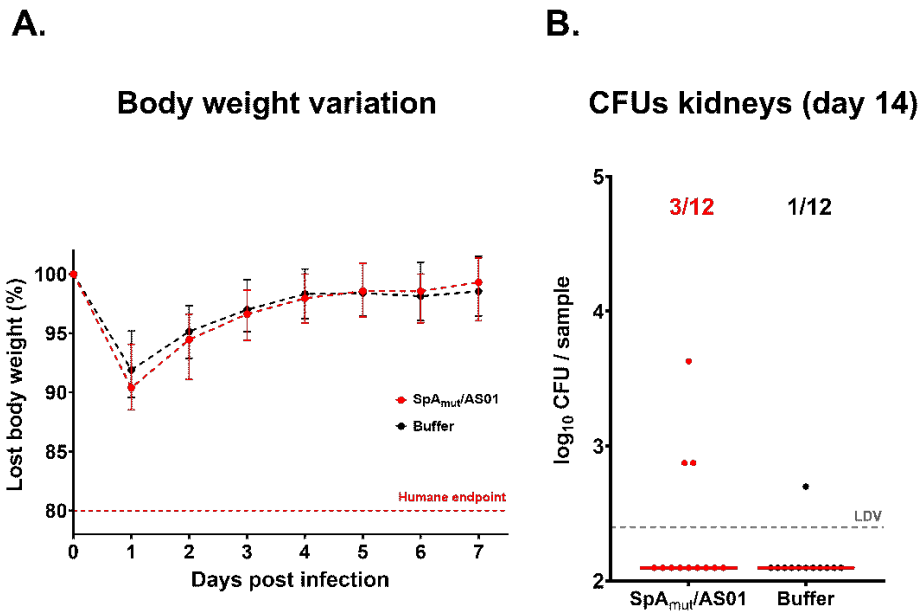 A.
Body weight variation
Lost body weight (%)
100
95
90
85
80
SpAmut/AS01
Buffer
Humane endpoint
0 1 2 3 4 5 6 7
Days post infection
B.
CFUs kidneys (day 14)
log10 CFU / sample
5
4
3
2
3/12 1/12
LDV
SpAmut/AS01 Buffer